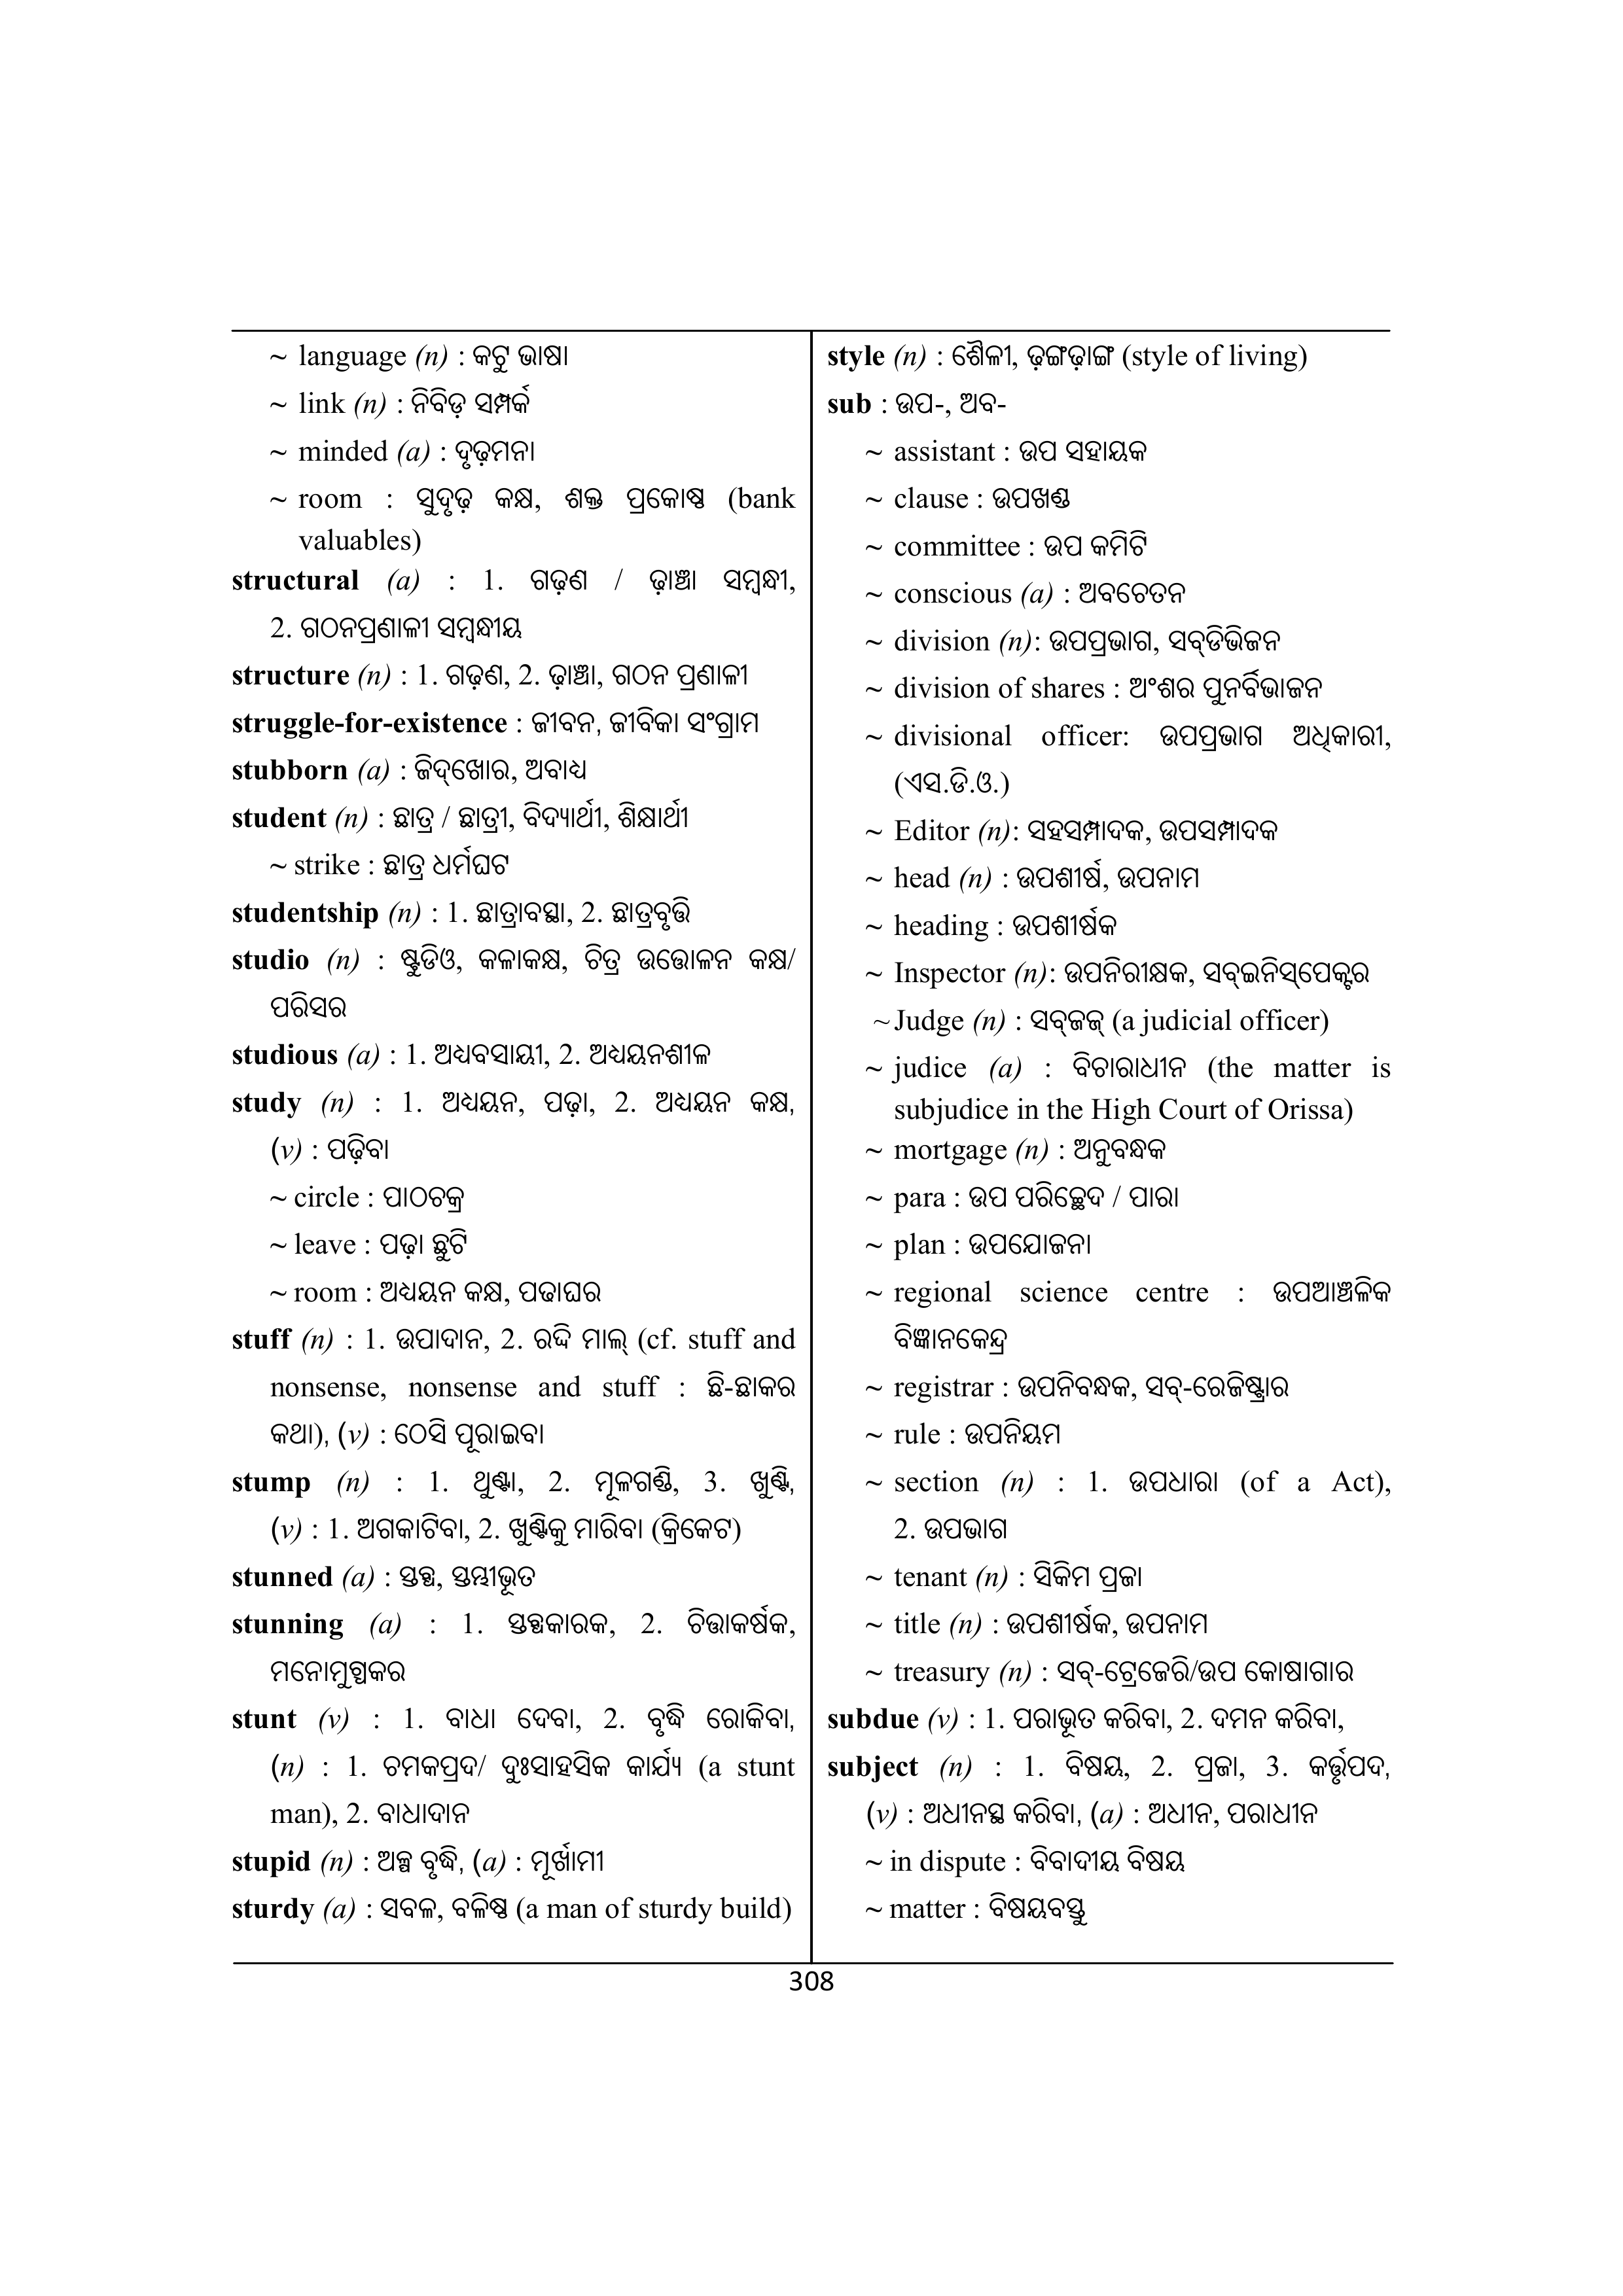 ~ language (n) : କଟୁ ଭାଷା
~ link (n) : ନିବିଡ଼ ସମ୍ପର୍କ
~ minded (a) : ଦୃଢ଼ମନା
~ room : ସୁଦୃଢ଼ କକ୍ଷ, ଶକ୍ତ ପ୍ରକୋଷ୍ଠ (bank
valuables)
structural (a) : 1. ଗଢ଼ଣ / ଢ଼ାଞ୍ଚା ସମ୍ବନ୍ଧୀ,
2. ଗଠନପ୍ରଣାଳୀ ସମ୍ବନ୍ଧୀୟ
structure (n) : 1. ଗଢ଼ଣ, 2. ଢ଼ାଞ୍ଚା, ଗଠନ ପ୍ରଣାଳୀ
struggle-for-existence : ଜୀବନ, ଜୀବିକା ସଂଗ୍ରାମ
stubborn (a) : ଜିଦ୍‌ଖୋର, ଅବାଧ୍ୟ
student (n) : ଛାତ୍ର / ଛାତ୍ରୀ, ବିଦ୍ୟାର୍ଥୀ, ଶିକ୍ଷାର୍ଥୀ
~ strike : ଛାତ୍ର ଧର୍ମଘଟ
studentship (n) : 1. ଛାତ୍ରାବସ୍ଥା, 2. ଛାତ୍ରବୃତ୍ତି
studio (n) : ଷ୍ଟୁଡିଓ, କଳାକକ୍ଷ, ଚିତ୍ର ଉତ୍ତୋଳନ କକ୍ଷ/
ପରିସର
studious (a) : 1. ଅଧ୍ୟବସାୟୀ, 2. ଅଧ୍ୟୟନଶୀଳ
study (n) : 1. ଅଧ୍ୟୟନ, ପଢ଼ା, 2. ଅଧ୍ୟୟନ କକ୍ଷ,
(v) : ପଢ଼ିବା
~ circle : ପାଠଚକ୍ର
~ leave : ପଢ଼ା ଛୁଟି
~ room : ଅଧ୍ୟୟନ କକ୍ଷ, ପଢାଘର
stuff (n) : 1. ଉପାଦାନ, 2. ରଦ୍ଦି ମାଲ୍ (cf. stuff and
nonsense, nonsense and stuff : ଛି-ଛାକର
କଥା), (v) : ଠେସି ପୂରାଇବା
stump (n) : 1. ଥୁଣ୍ଟା, 2. ମୂଳଗଣ୍ଡି, 3. ଖୁଣ୍ଟି,
(v) : 1. ଅଗକାଟିବା, 2. ଖୁଣ୍ଟିକୁ ମାରିବା (କ୍ରିକେଟ)
stunned (a) : ସ୍ତବ୍ଧ, ସ୍ତମ୍ଭୀଭୂତ
stunning (a) : 1. ସ୍ତବ୍ଧକାରକ, 2. ଚିତ୍ତାକର୍ଷକ,
ମନୋମୁଗ୍ଧକର
stunt (v) : 1. ବାଧା ଦେବା, 2. ବୃଦ୍ଧି ରୋକିବା,
(n) : 1. ଚମକପ୍ରଦ/ ଦୁଃସାହସିକ କାର୍ଯ୍ୟ (a stunt
man), 2. ବାଧାଦାନ
stupid (n) : ଅଳ୍ପ ବୃଦ୍ଧି, (a) : ମୂର୍ଖାମୀ
sturdy (a) : ସବଳ, ବଳିଷ୍ଠ (a man of sturdy build)
style (n) : ଶୈଳୀ, ଢ଼ଙ୍ଗଢ଼ାଙ୍ଗ (style of living)
sub : ଉପ-, ଅବ-
~ assistant : ଉପ ସହାୟକ
~ clause : ଉପଖଣ୍ଡ
~ committee : ଉପ କମିଟି
~ conscious (a) : ଅବଚେତନ
~ division (n): ଉପପ୍ରଭାଗ, ସବ୍‌ଡିଭିଜନ
~ division of shares : ଅଂଶର ପୁନର୍ବିଭାଜନ
~ divisional officer: ଉପପ୍ରଭାଗ ଅଧିକାରୀ,
(ଏସ.ଡି.ଓ.)
~ Editor (n): ସହସମ୍ପାଦକ, ଉପସମ୍ପାଦକ
~ head (n) : ଉପଶୀର୍ଷ, ଉପନାମ
~ heading : ଉପଶୀର୍ଷକ
~ Inspector (n): ଉପନିରୀକ୍ଷକ, ସବ୍‌ଇନିସ୍‌ପେକ୍ଟର
~ Judge (n) : ସବ୍‌ଜଜ୍ (a judicial officer)
~ judice (a) : ବିଚାରାଧୀନ (the matter is
subjudice in the High Court of Orissa)
~ mortgage (n) : ଅନୁବନ୍ଧକ
~ para : ଉପ ପରିଚ୍ଛେଦ / ପାରା
~ plan : ଉପଯୋଜନା
~ regional science centre : ଉପଆଞ୍ଚଳିକ
ବିଜ୍ଞାନକେନ୍ଦ୍ର
~ registrar : ଉପନିବନ୍ଧକ, ସବ୍-ରେଜିଷ୍ଟ୍ରାର
~ rule : ଉପନିୟମ
~ section (n) : 1. ଉପଧାରା (of a Act),
2. ଉପଭାଗ
~ tenant (n) : ସିକିମ ପ୍ରଜା
~ title (n) : ଉପଶୀର୍ଷକ, ଉପନାମ
~ treasury (n) : ସବ୍-ଟ୍ରେଜେରି/ଉପ କୋଷାଗାର
subdue (v) : 1. ପରାଭୂତ କରିବା, 2. ଦମନ କରିବା,
subject (n) : 1. ବିଷୟ, 2. ପ୍ରଜା, 3. କର୍ତ୍ତୃପଦ,
(v) : ଅଧୀନସ୍ଥ କରିବା, (a) : ଅଧୀନ, ପରାଧୀନ
~ in dispute : ବିବାଦୀୟ ବିଷୟ
~ matter : ବିଷୟବସ୍ତୁ
308